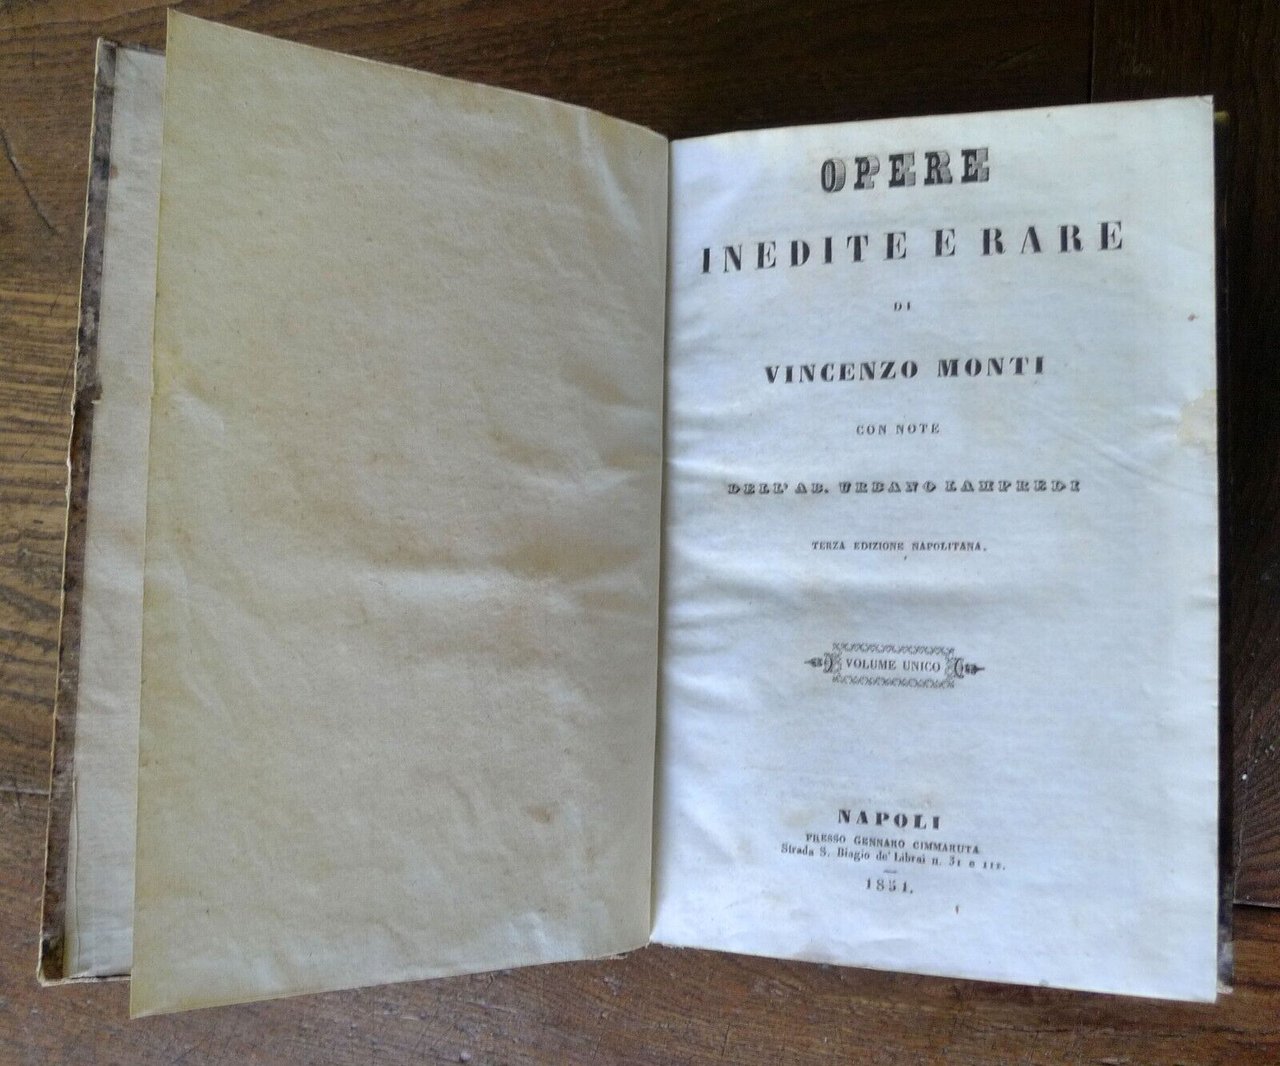 OPERE
INEDITE E RARE
DI
VINCENZO MONTI
CON NOTE
DELL' AB. URBANO LAMPREDI
TERZA EDIZIONE NAPOLITANA.
VOLUME UNICO
NAPOLI
PRESSO GENNARO CIMMARUTA
Strada S. Biagio de' Librai n. 31 e 111.
1851.